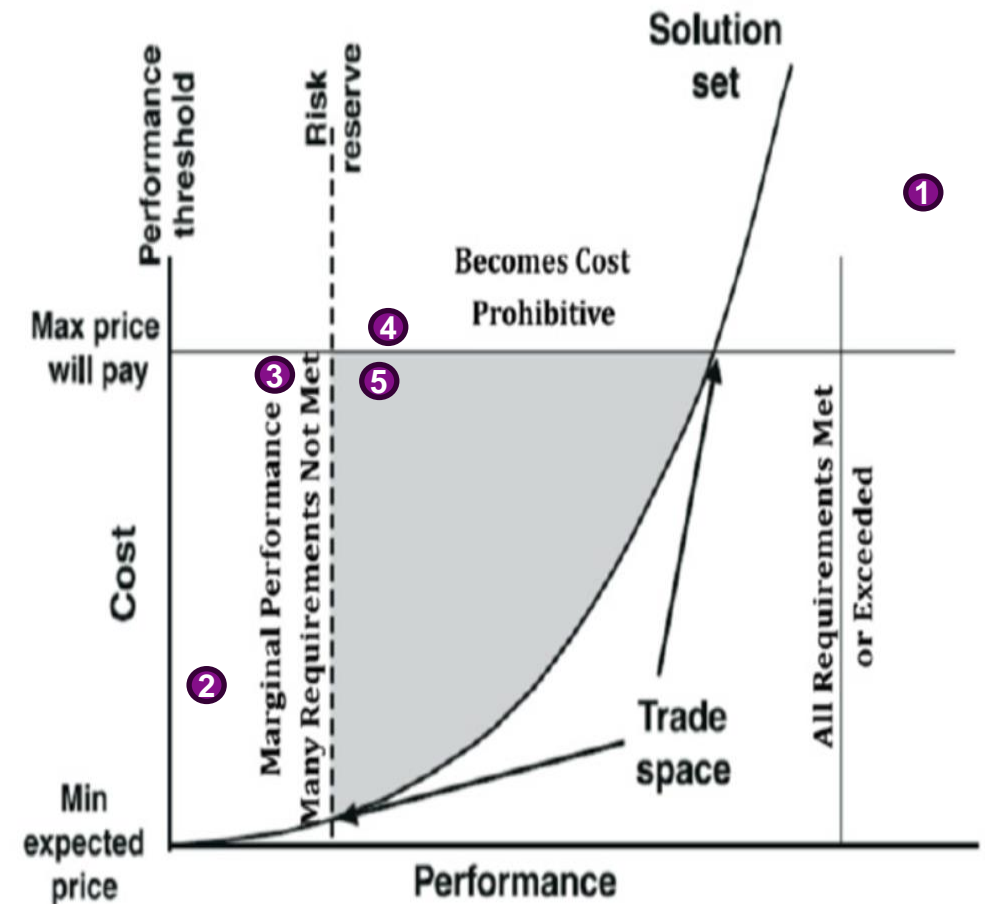 Solution
set
Performance
threshold
Risk
reserve
1
Becomes Cost
Prohibitive
4
Max price
will pay
3
5
Marginal Performance
Many Requirements Not Met
All Requirements Met
or Exceeded
Cost
2
Trade
space
Min
expected
price
Performance